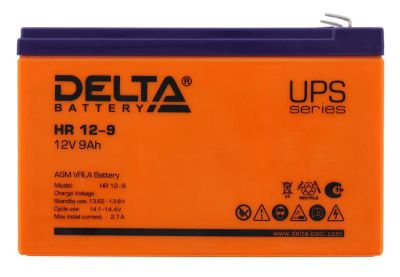 DELTA®
BATTERY
UPS
series
HR 12-9
12V 9Ah
AGM VRLA Battery
Model: HR 12-9
Charge Voltage
Standby use: 13.62-13.8V
Cycle use: 14.1-14.4V
Max initial current: 2.7A
RECYCLE
www.delta-batt.com